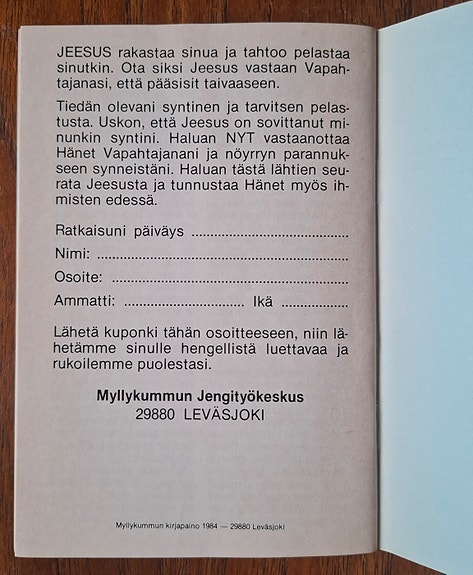 JEESUS rakastaa sinua ja tahtoo pelastaa
sinutkin. Ota siksi Jeesus vastaan Vapah-
tajanasi, että pääsisit taivaaseen.
Tiedän olevani syntinen ja tarvitsen pelas-
tusta. Uskon, että Jeesus on sovittanut mi-
nunkin syntini. Haluan NYT vastaanottaa
Hänet Vapahtajanani ja nöyrryn parannuk-
seen synneistäni. Haluan tästä lähtien seu-
rata Jeesusta ja tunnustaa Hänet myös ih-
misten edessä.
Ratkaisuni päiväys ........................................
Nimi: ................................................................
Osoite: ............................................................
Ammatti: .............................. Ikä .................
Lähetä kuponki tähän osoitteeseen, niin lä-
hetämme sinulle hengellistä luettavaa ja
rukoilemme puolestasi.
Myllykummun Jengityökeskus
29880 LEVÄSJOKI
Myllykummun kirjapaino 1984 — 29880 Leväsjoki